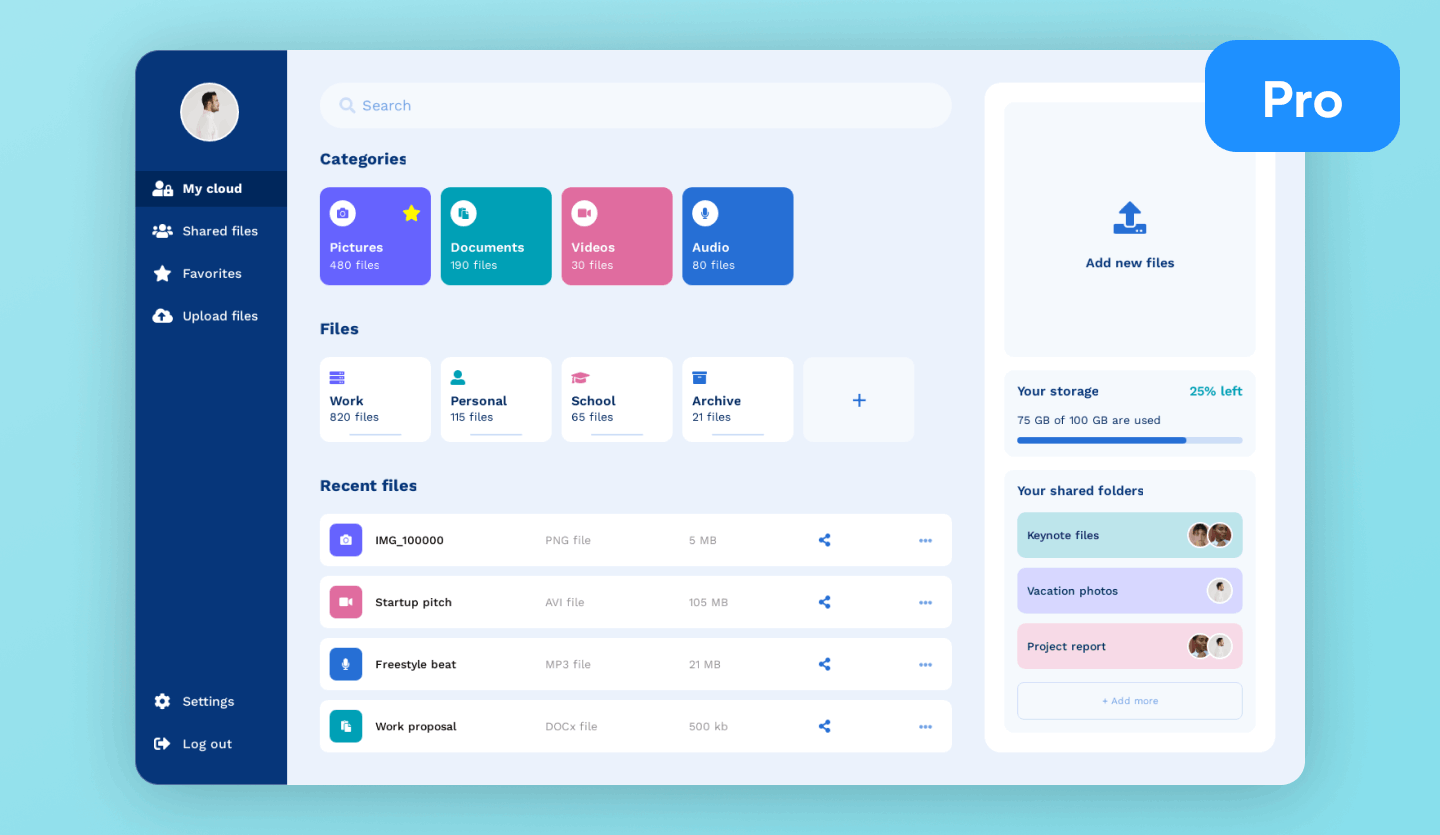 Pro
My cloud
Shared files
Favorites
Upload files
Settings
Log out
Search
Categories
Pictures
480 files
Documents
190 files
Videos
30 files
Audio
80 files
Files
Work
820 files
Personal
115 files
School
65 files
Archive
21 files
+
Recent files
IMG_100000 PNG file 5 MB
Startup pitch AVI file 105 MB
Freestyle beat MP3 file 21 MB
Work proposal DOCx file 500 kb
Add new files
Your storage 25% left
75 GB of 100 GB are used
Your shared folders
Keynote files
Vacation photos
Project report
+ Add more